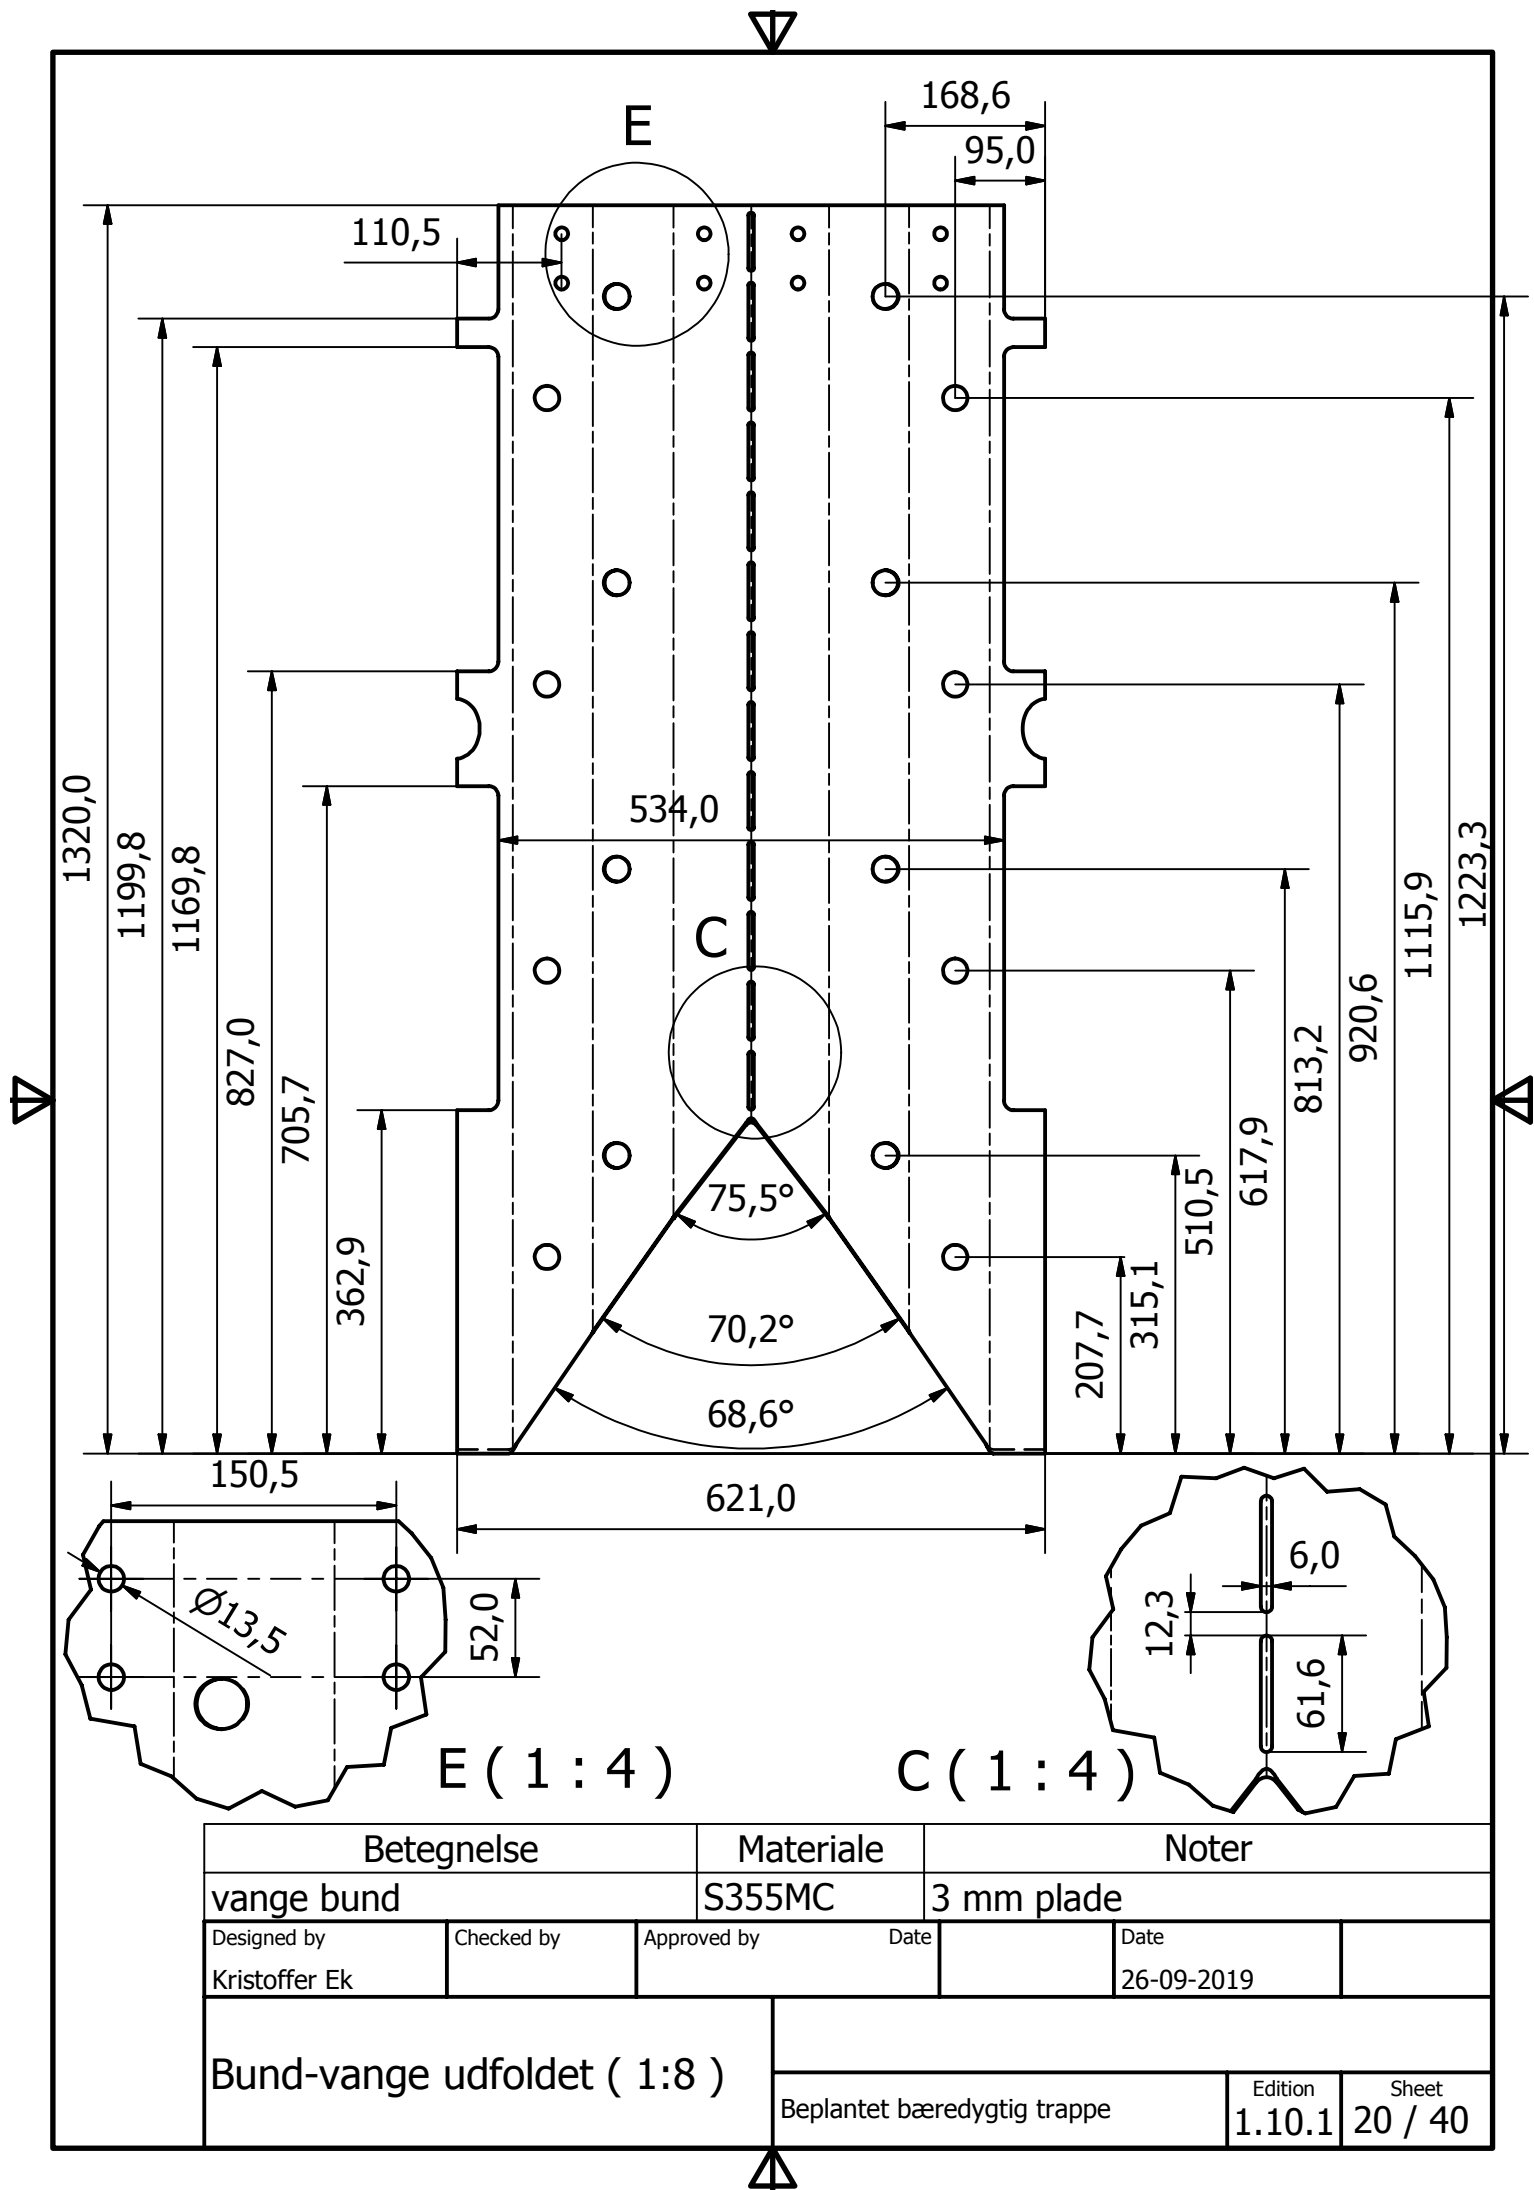 E
168,6
95,0
110,5
534,0
C
1320,0
1199,8
1169,8
827,0
705,7
362,9
1223,3
1115,9
920,6
813,2
617,9
510,5
315,1
207,7
75,5°
70,2°
68,6°
621,0
150,5
Ø13,5
52,0
E ( 1 : 4 )
6,0
12,3
61,6
C ( 1 : 4 )
Betegnelse Materiale Noter
vange bund S355MC 3 mm plade
Designed by Checked by Approved by Date Date
Kristoffer Ek 26-09-2019
Bund-vange udfoldet ( 1:8 )
Beplantet bæredygtig trappe
Edition
1.10.1
Sheet
20 / 40